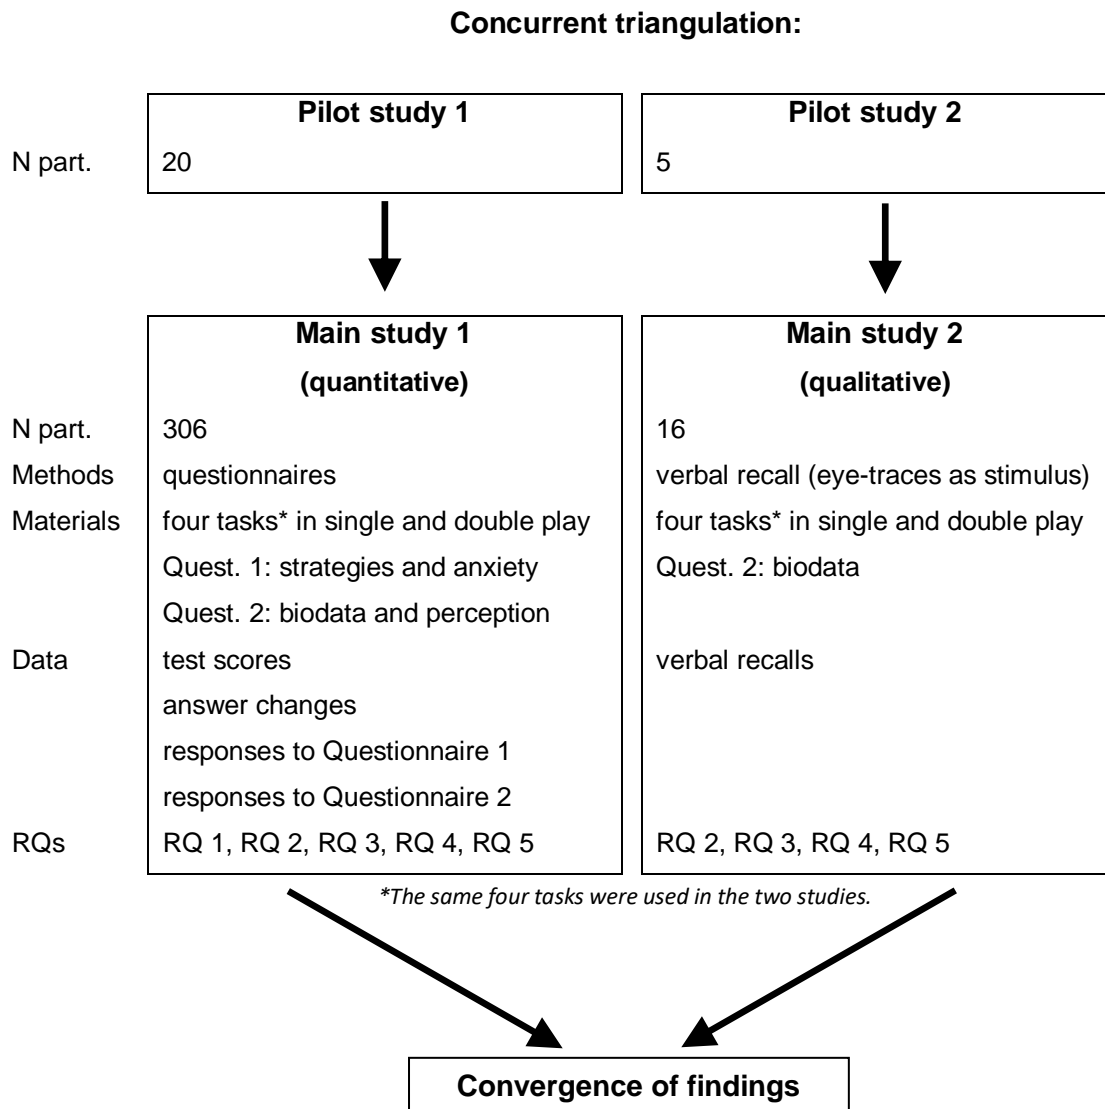 Concurrent triangulation:
Pilot study 1 Pilot study 2
N part. 20 5
Main study 1 Main study 2
(quantitative) (qualitative)
N part. 306 16
Methods questionnaires verbal recall (eye-traces as stimulus)
Materials four tasks* in single and double play four tasks* in single and double play
Quest. 1: strategies and anxiety Quest. 2: biodata
Quest. 2: biodata and perception
Data test scores verbal recalls
answer changes
responses to Questionnaire 1
responses to Questionnaire 2
RQs RQ 1, RQ 2, RQ 3, RQ 4, RQ 5 RQ 2, RQ 3, RQ 4, RQ 5
*The same four tasks were used in the two studies.
Convergence of findings